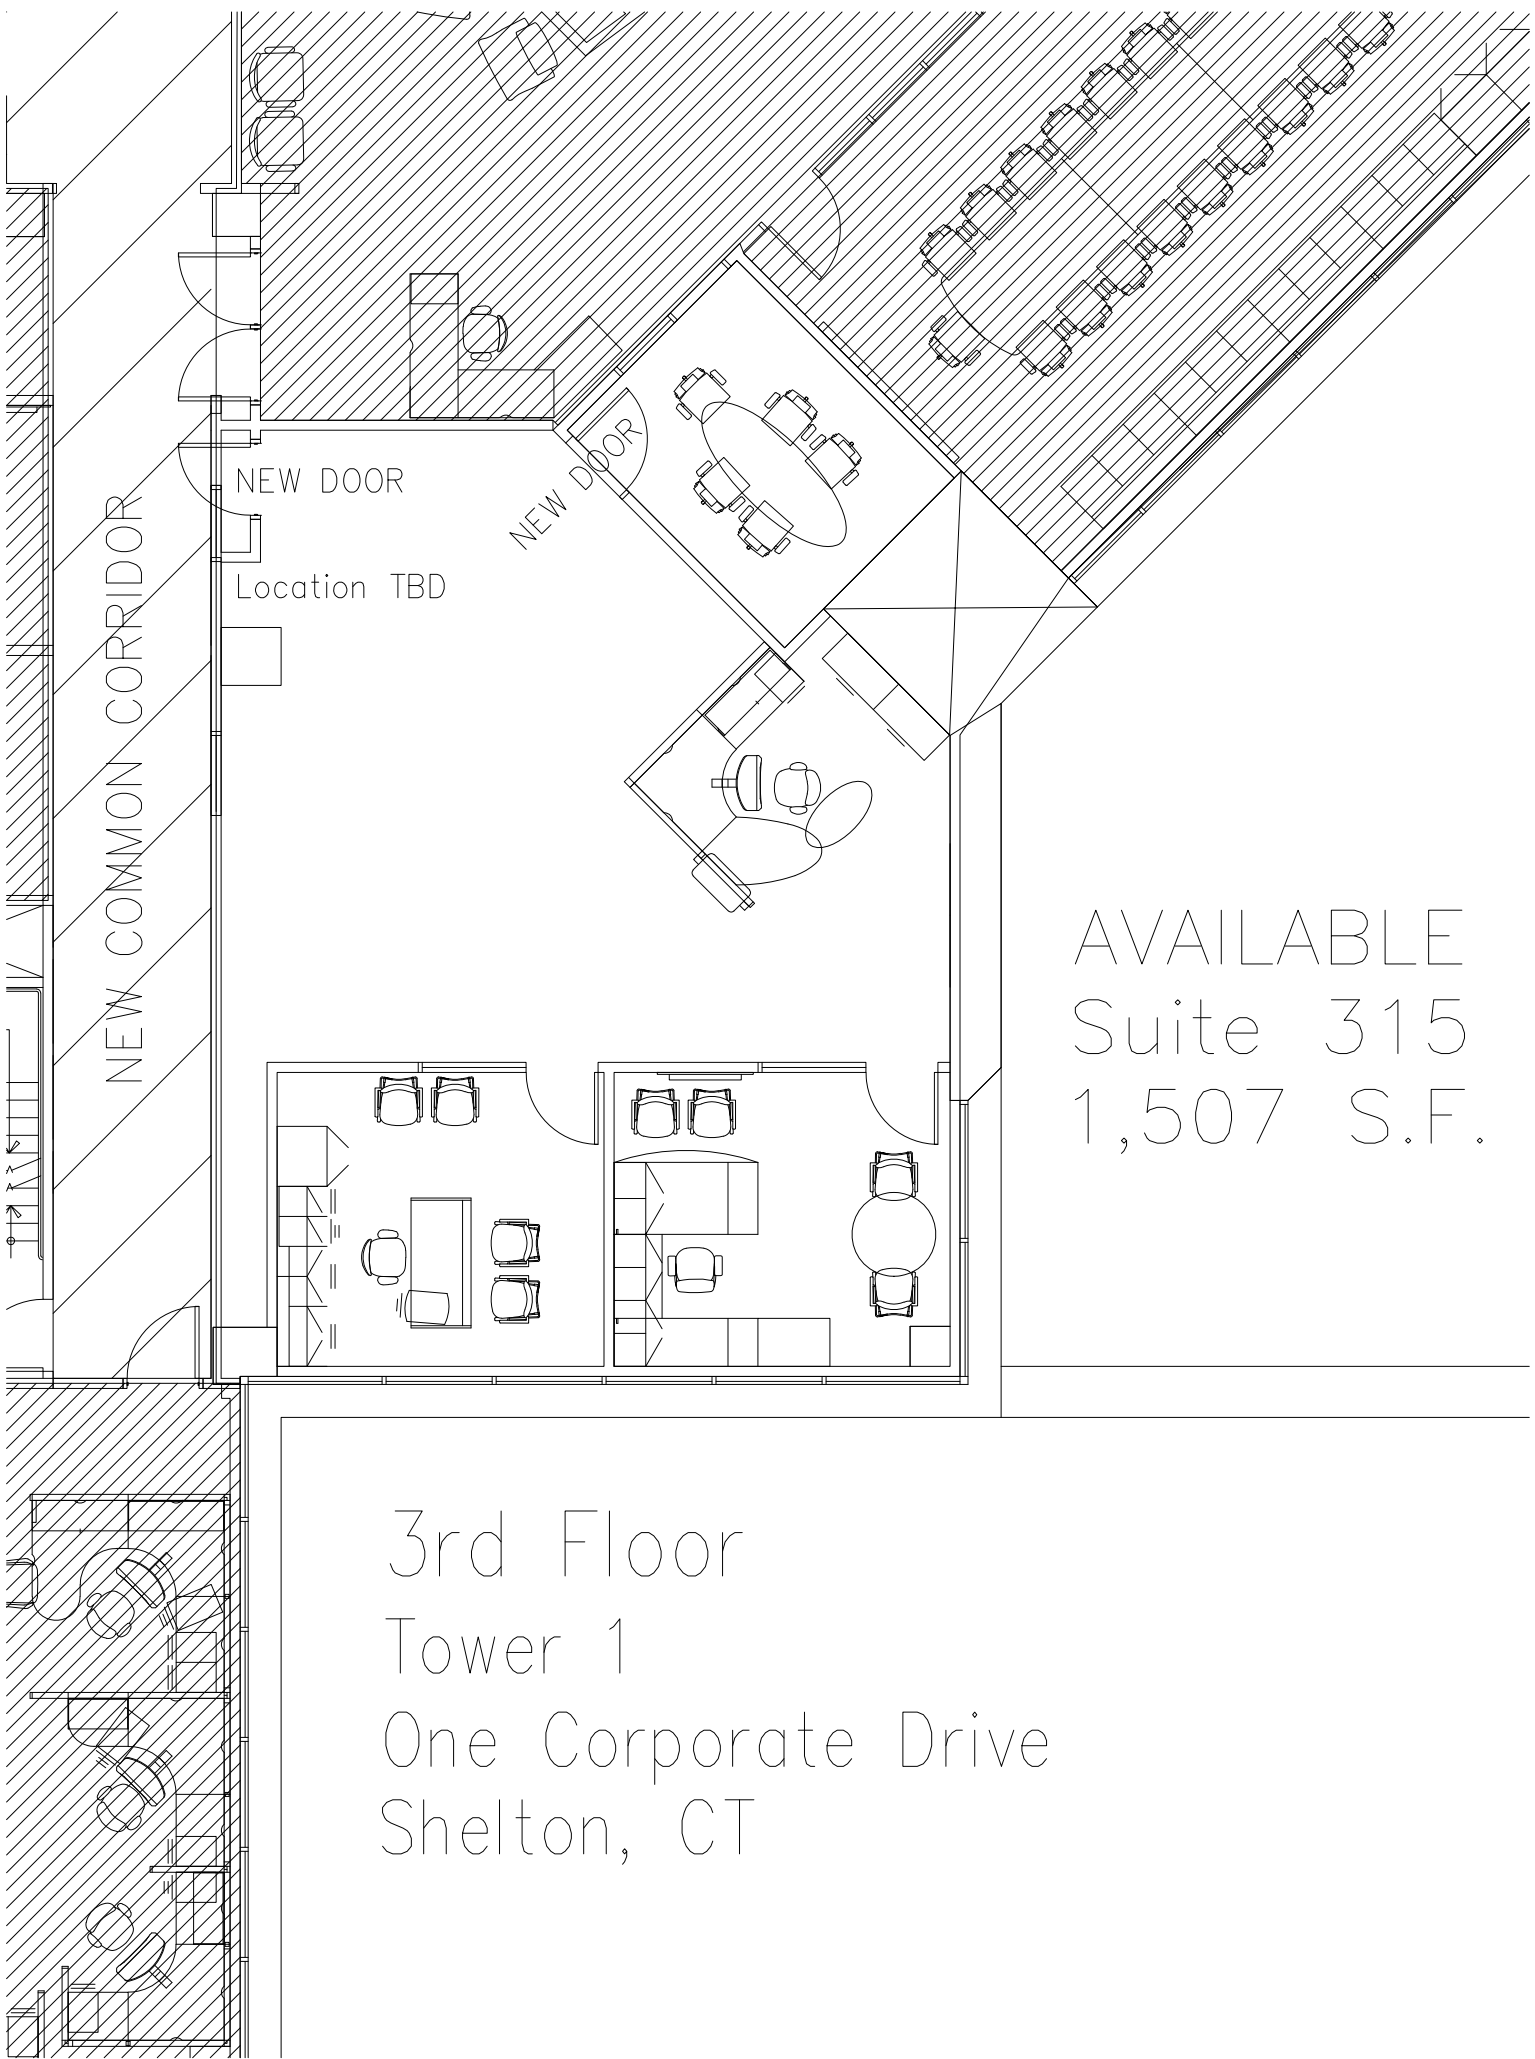 NEW DOOR
NEW DOOR
Location TBD
NEW COMMON CORRIDOR
AVAILABLE
Suite 315
1,507 S.F.
3rd Floor
Tower 1
One Corporate Drive
Shelton, CT